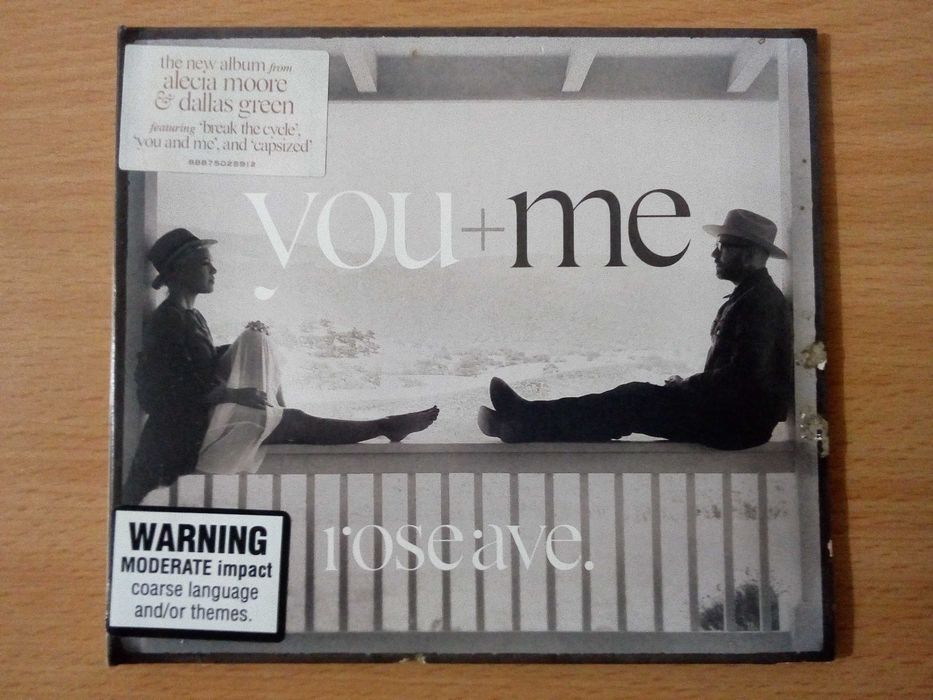 the new album from
alecia moore
& dallas green
featuring 'break the cycle',
'you and me', and 'capsized'
88875028912
you+me
rose ave.
WARNING
MODERATE impact
coarse language
and/or themes.